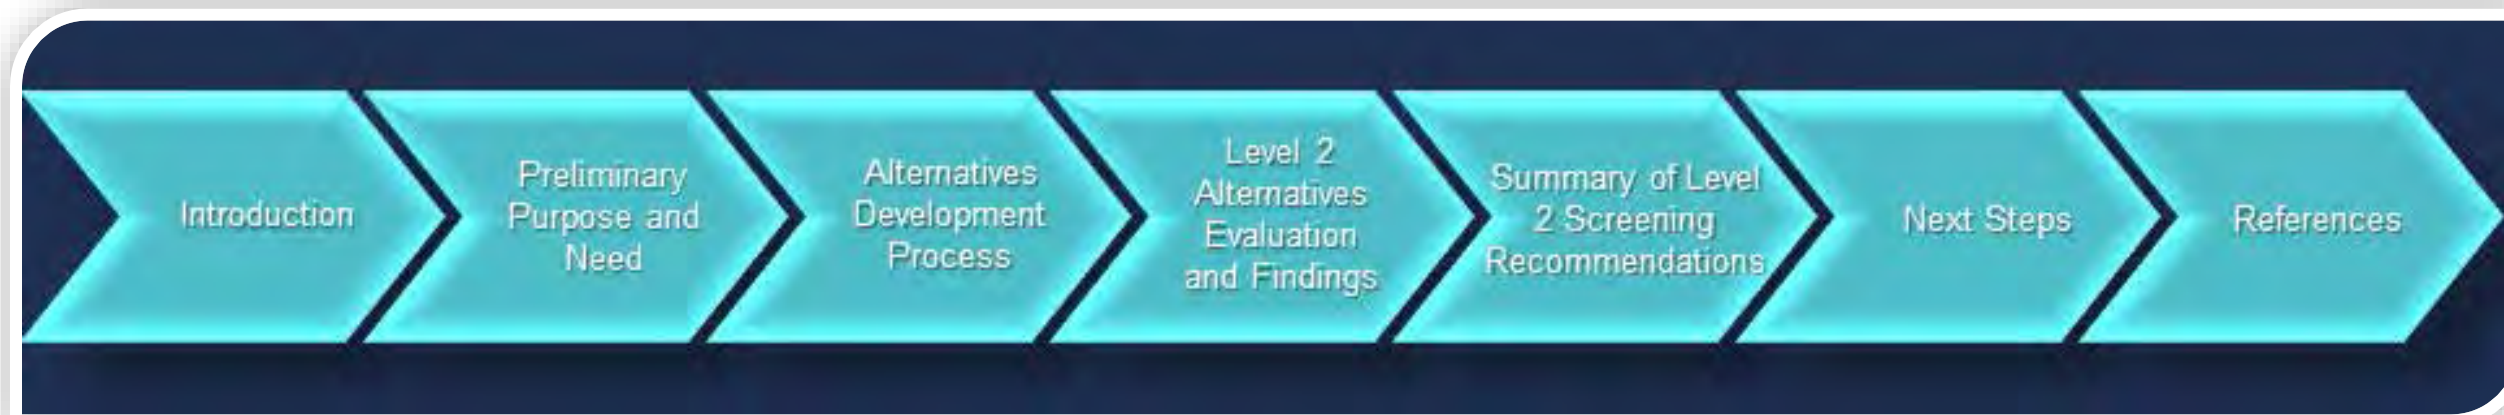 Introduction
Preliminary
Purpose and
Need
Alternatives
Development
Process
Level 2
Alternatives
Evaluation
and Findings
Summary of Level
2 Screening
Recommendations
Next Steps
References